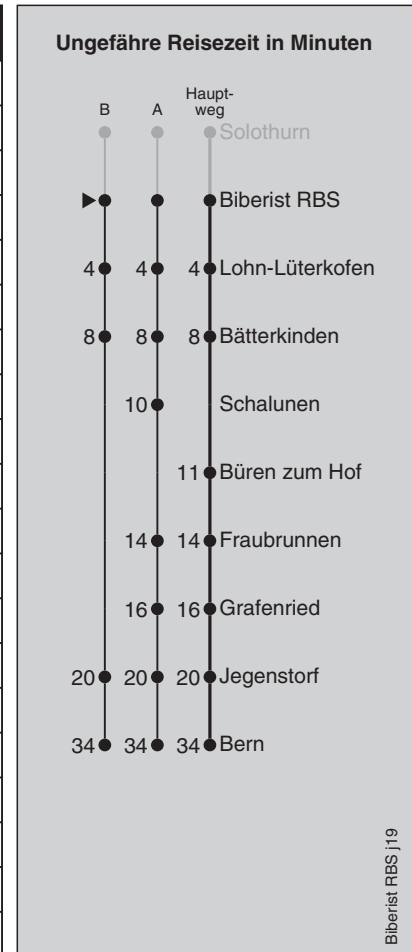 Ungefähre Reisezeit in Minuten
B A Haupt-
weg
Solothurn
Biberist RBS
4 4 4 Lohn-Lüterkofen
8 8 8 Bätterkinden
10 Schalunen
11 Büren zum Hof
14 14 Fraubrunnen
16 16 Grafenried
20 20 20 Jegenstorf
34 34 34 Bern
Biberist RBS j19